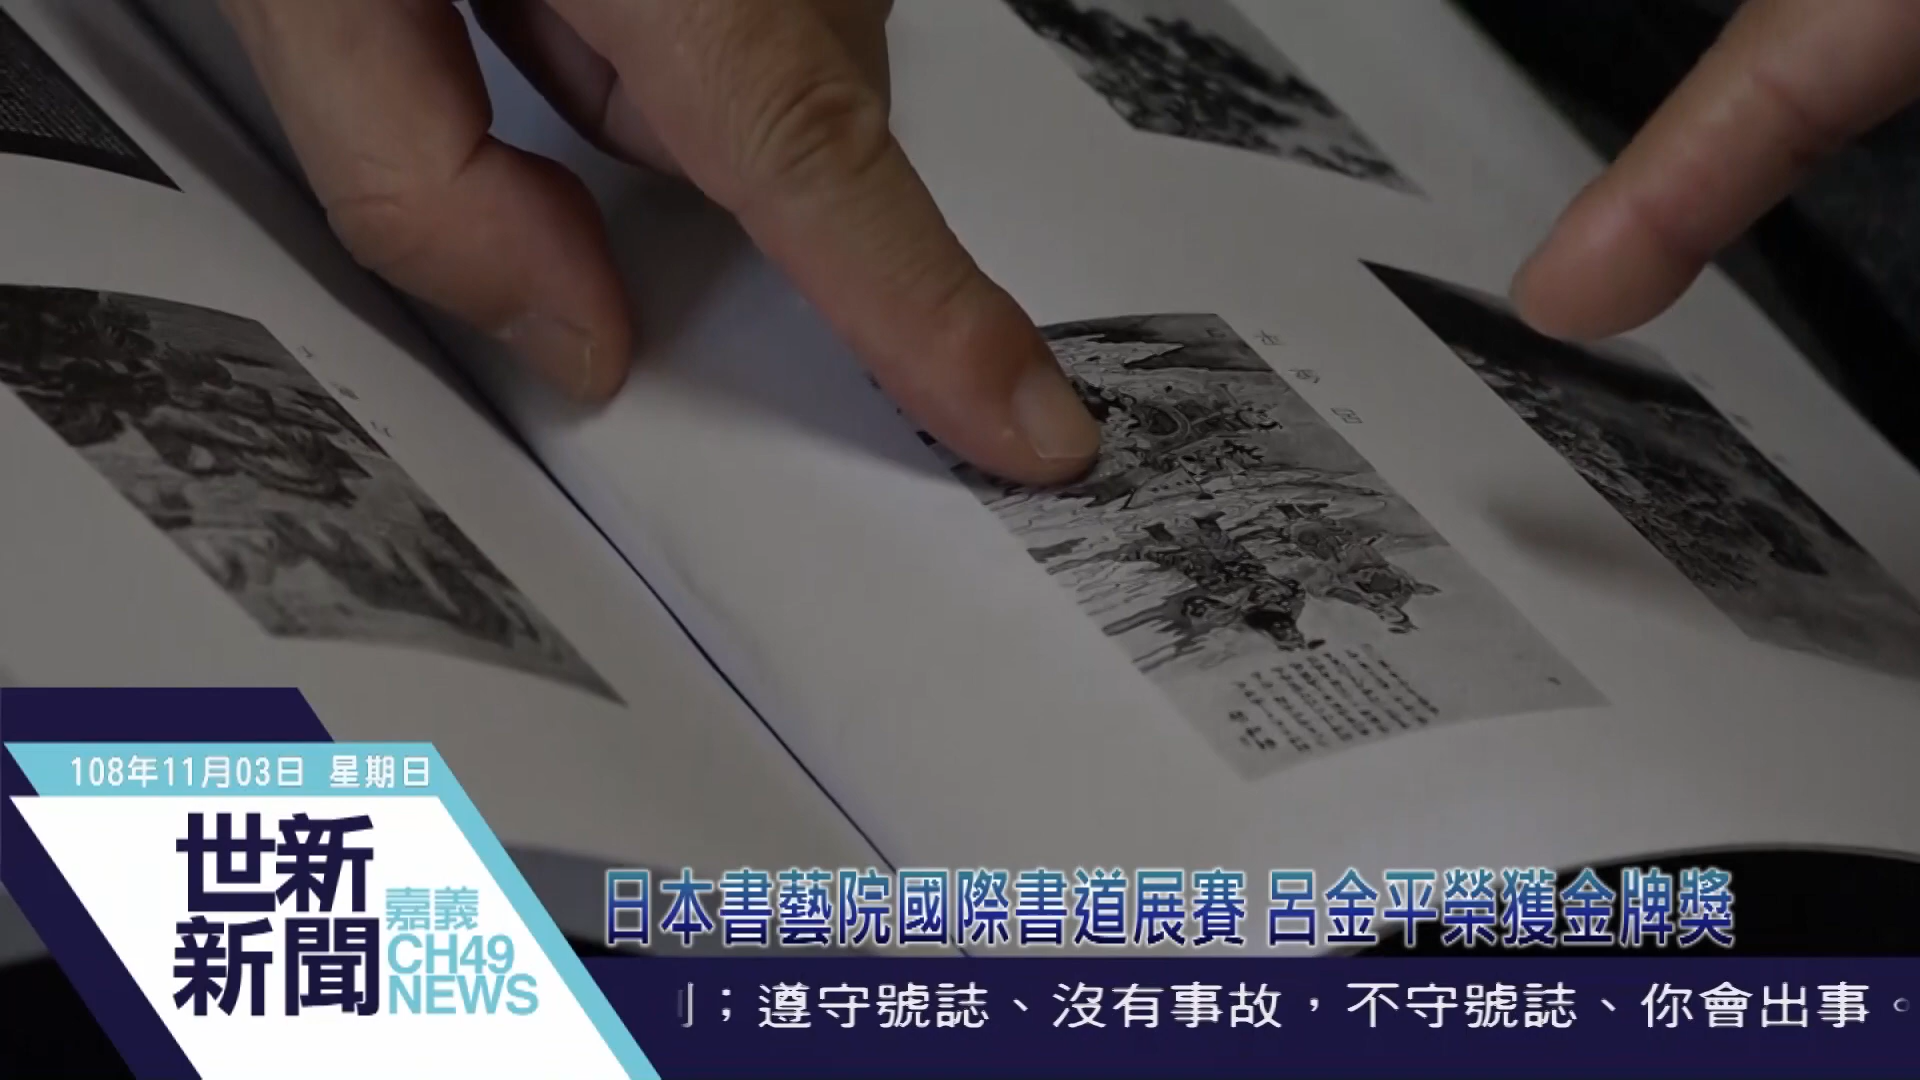 108年11月03日 星期日
世新
新聞
嘉義
CH49
NEWS
日本書藝院國際書道展賽 呂金平榮獲金牌獎
；遵守號誌、沒有事故，不守號誌、你會出事。